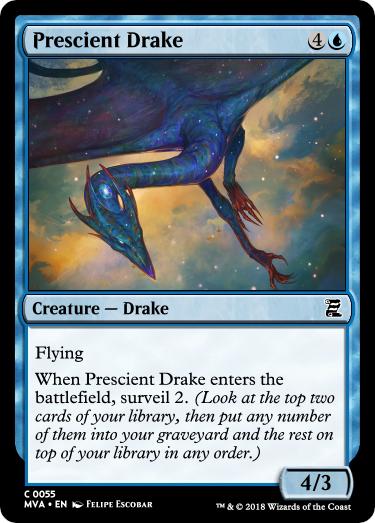 Prescient Drake 4
Creature — Drake
Flying
When Prescient Drake enters the
battlefield, surveil 2. (Look at the top two
cards of your library, then put any number
of them into your graveyard and the rest on
top of your library in any order.)
4/3
C 0055
MVA • EN Felipe Escobar
™ & © 2018 Wizards of the Coast